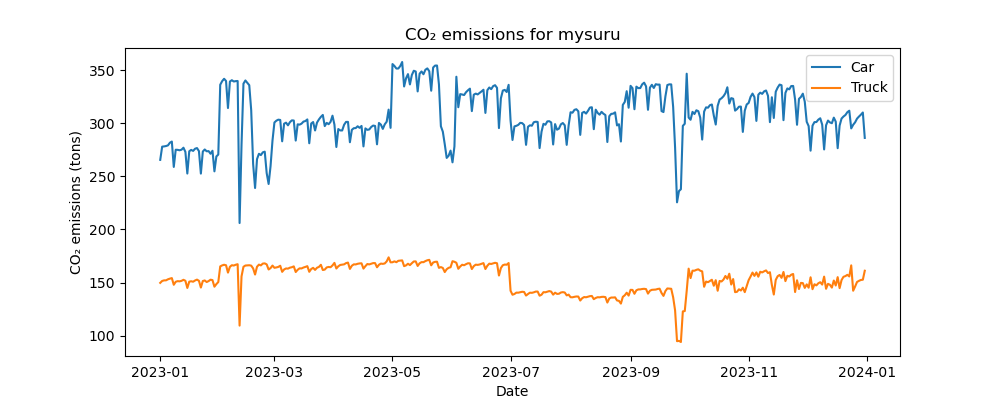 CO₂ emissions for mysuru
Car
Truck
CO₂ emissions (tons)
350
300
250
200
150
100
2023-01
2023-03
2023-05
2023-07
2023-09
2023-11
2024-01
Date